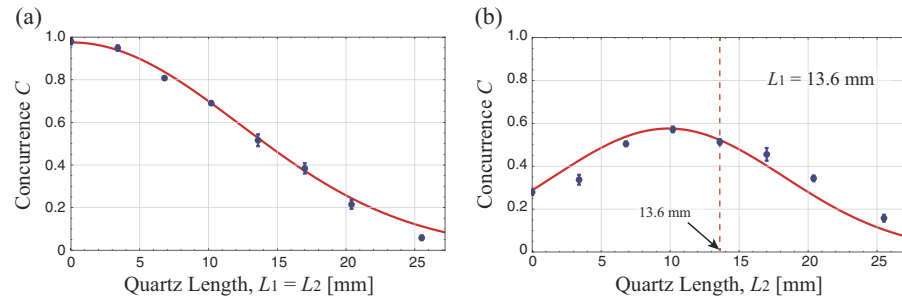 (a)
1.0
0.8
0.6
0.4
0.2
0
Concurrence C
0 5 10 15 20 25
Quartz Length, L1 = L2 [mm]
(b)
1.0
0.8
0.6
0.4
0.2
0
Concurrence C
L1 = 13.6 mm
13.6 mm
0 5 10 15 20 25
Quartz Length, L2 [mm]